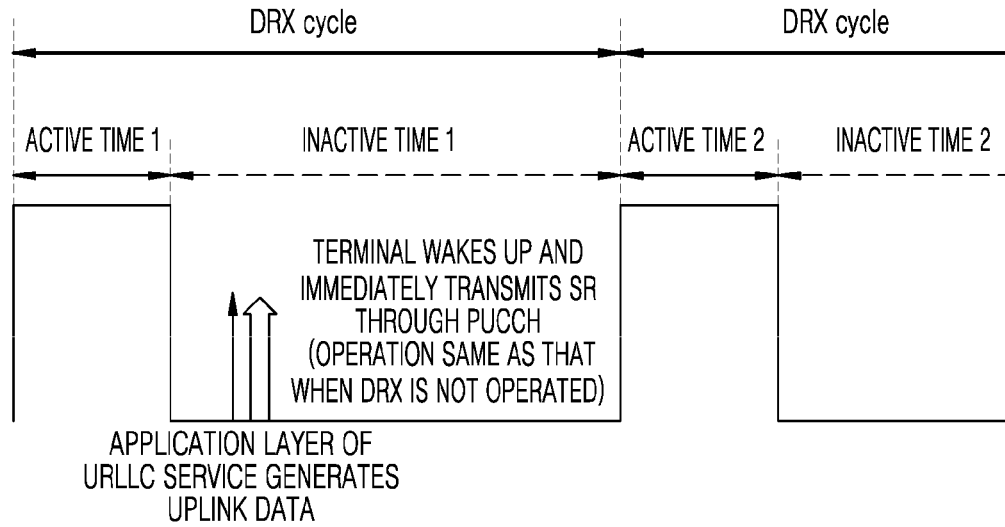 DRX cycle
DRX cycle
ACTIVE TIME 1
INACTIVE TIME 1
ACTIVE TIME 2
INACTIVE TIME 2
TERMINAL WAKES UP AND
IMMEDIATELY TRANSMITS SR
THROUGH PUCCH
(OPERATION SAME AS THAT
WHEN DRX IS NOT OPERATED)
APPLICATION LAYER OF
URLLC SERVICE GENERATES
UPLINK DATA